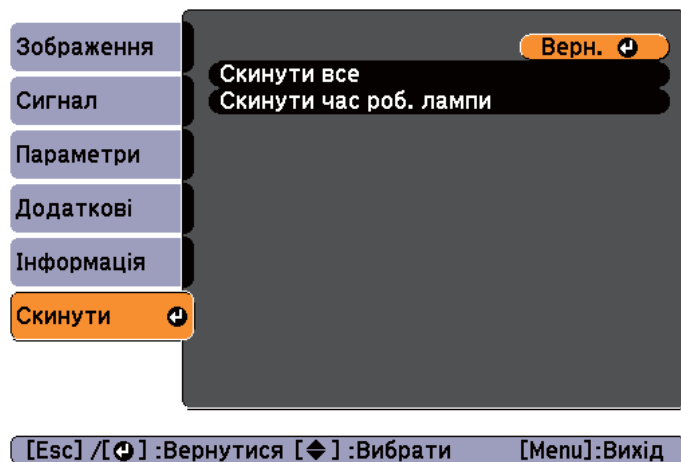 Зображення
Сигнал
Параметри
Додаткові
Інформація
Скинути
Верн.
Скинути все
Скинути час роб. лампи
[Esc] /[⏎] :Вернутися [◆] :Вибрати [Menu]:Вихід